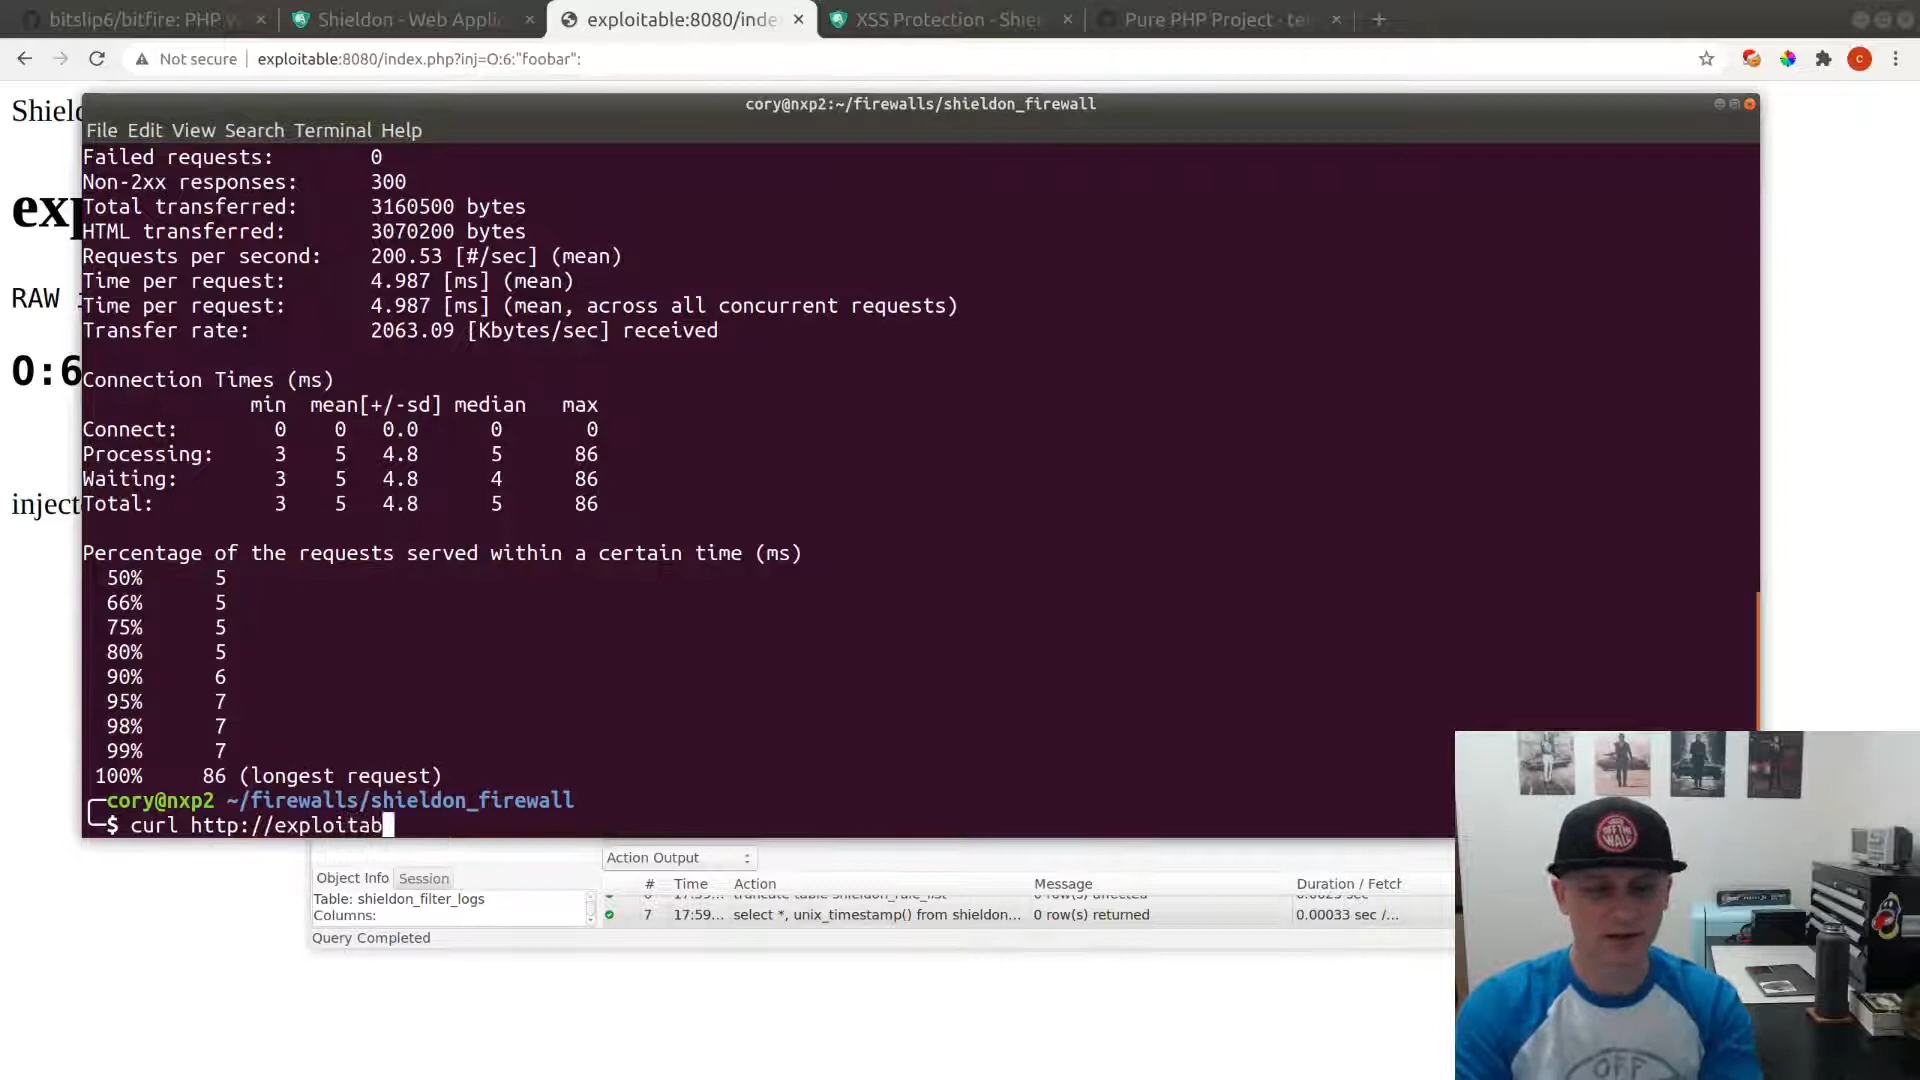 bitslip6/bitfire: PHP
Shieldon - Web Applic
exploitable:8080/inde
XSS Protection - Shie
Pure PHP Project - te
Not secure
exploitable:8080/index.php?inj=O:6:"foobar":
C
Shield
exp
RAW
O:6
inject
cory@nxp2:~/firewalls/shieldon_firewall
File Edit View Search Terminal Help
Failed requests: 0
Non-2xx responses: 300
Total transferred: 3160500 bytes
HTML transferred: 3070200 bytes
Requests per second: 200.53 [#/sec] (mean)
Time per request: 4.987 [ms] (mean)
Time per request: 4.987 [ms] (mean, across all concurrent requests)
Transfer rate: 2063.09 [Kbytes/sec] received
Connection Times (ms)
min mean[+/-sd] median max
Connect: 0 0 0.0 0 0
Processing: 3 5 4.8 5 86
Waiting: 3 5 4.8 4 86
Total: 3 5 4.8 5 86
Percentage of the requests served within a certain time (ms)
50% 5
66% 5
75% 5
80% 5
90% 6
95% 7
98% 7
99% 7
100% 86 (longest request)
cory@nxp2 ~/firewalls/shieldon_firewall
$ curl http://exploitab
Action Output
Object Info Session
Table: shieldon_filter_logs
Columns:
# Time Action Message Duration / Fetch
7 17:59... select *, unix_timestamp() from shieldon... 0 row(s) returned 0.00033 sec /...
Query Completed
OFF THE WALL
OFF